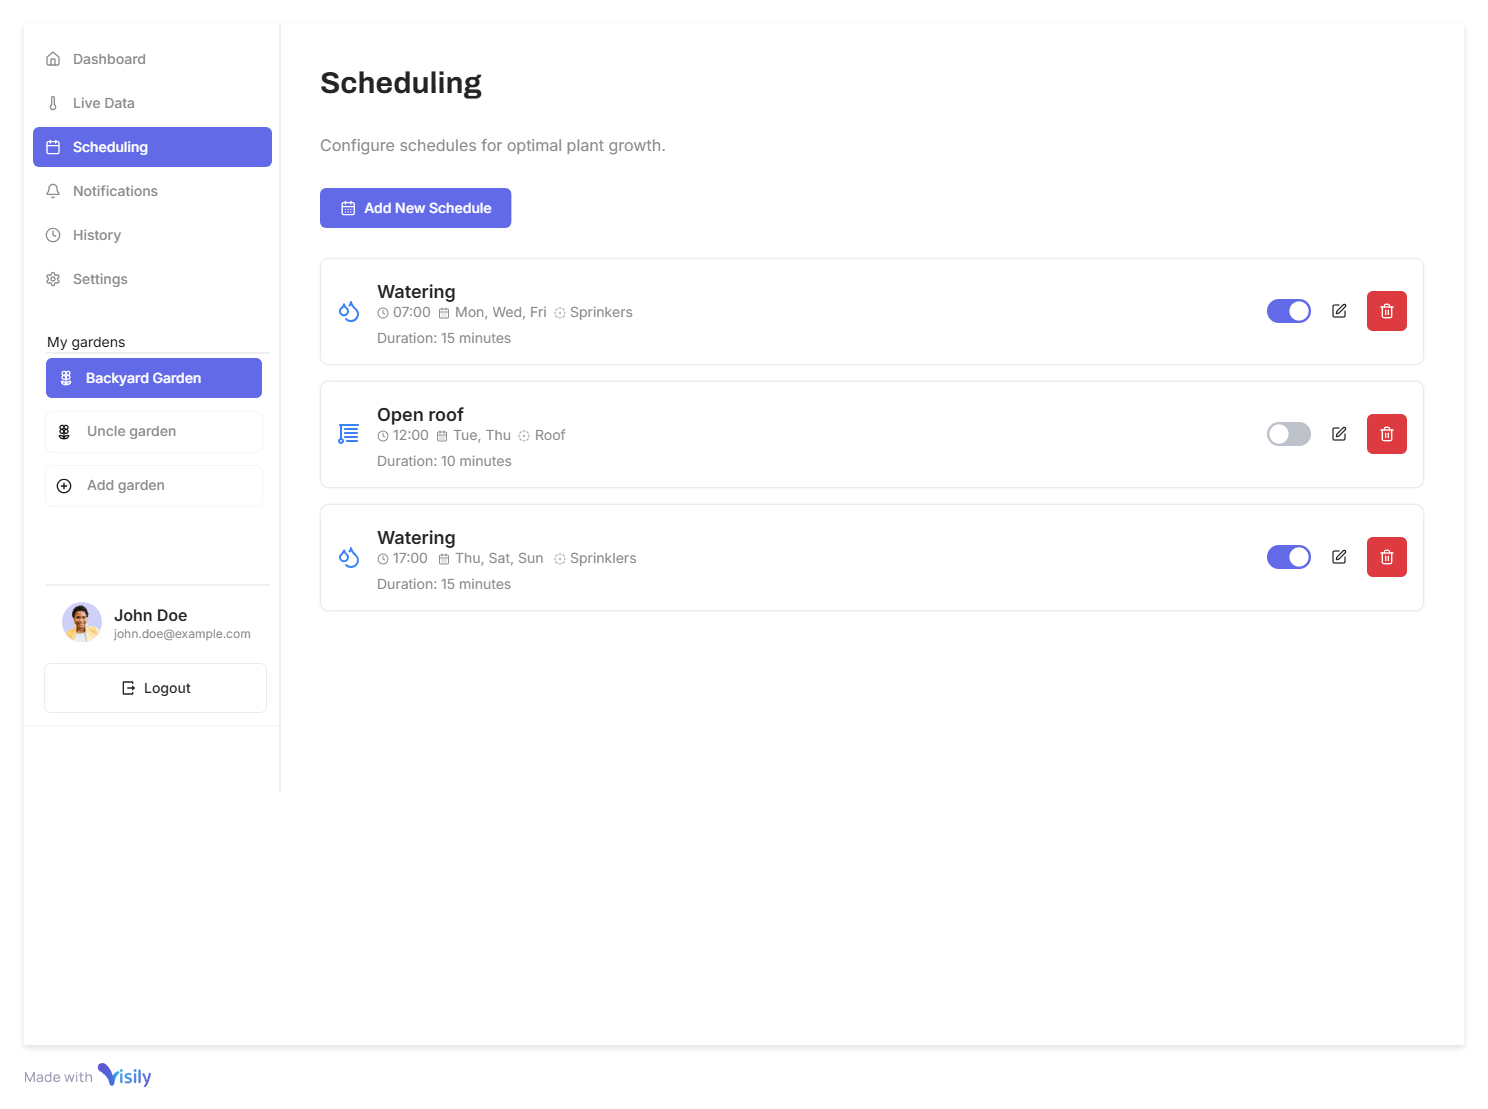 Dashboard
Live Data
Scheduling
Notifications
History
Settings
My gardens
Backyard Garden
Uncle garden
Add garden
John Doe
john.doe@example.com
Logout
Scheduling
Configure schedules for optimal plant growth.
Add New Schedule
Watering
07:00 Mon, Wed, Fri Sprinkers
Duration: 15 minutes
Open roof
12:00 Tue, Thu Roof
Duration: 10 minutes
Watering
17:00 Thu, Sat, Sun Sprinklers
Duration: 15 minutes
Made with Visily